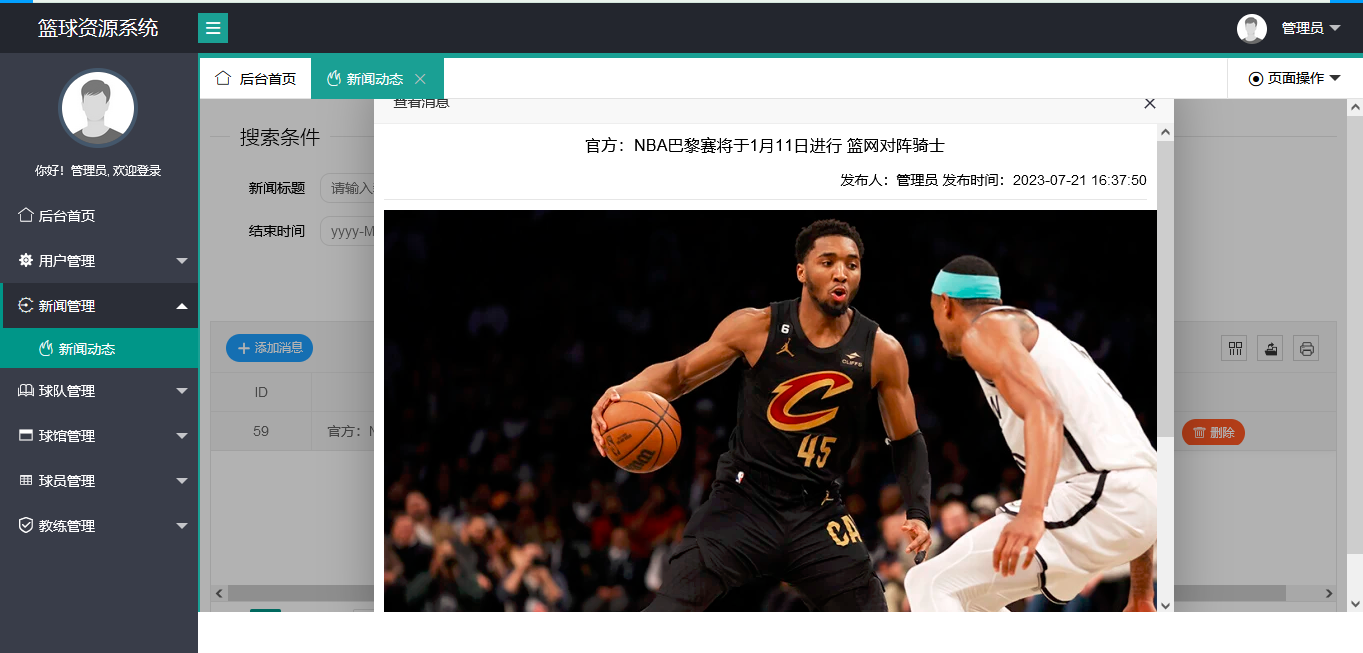 篮球资源系统
管理员
后台首页
新闻动态
页面操作
你好！管理员, 欢迎登录
后台首页
用户管理
新闻管理
新闻动态
球队管理
球馆管理
球员管理
教练管理
查看消息
搜索条件
新闻标题
请输入
结束时间
yyyy-M
添加消息
ID
59
官方：N
删除
官方：NBA巴黎赛将于1月11日进行 篮网对阵骑士
发布人：管理员 发布时间：2023-07-21 16:37:50
6
CLIFFS
C
45
CA